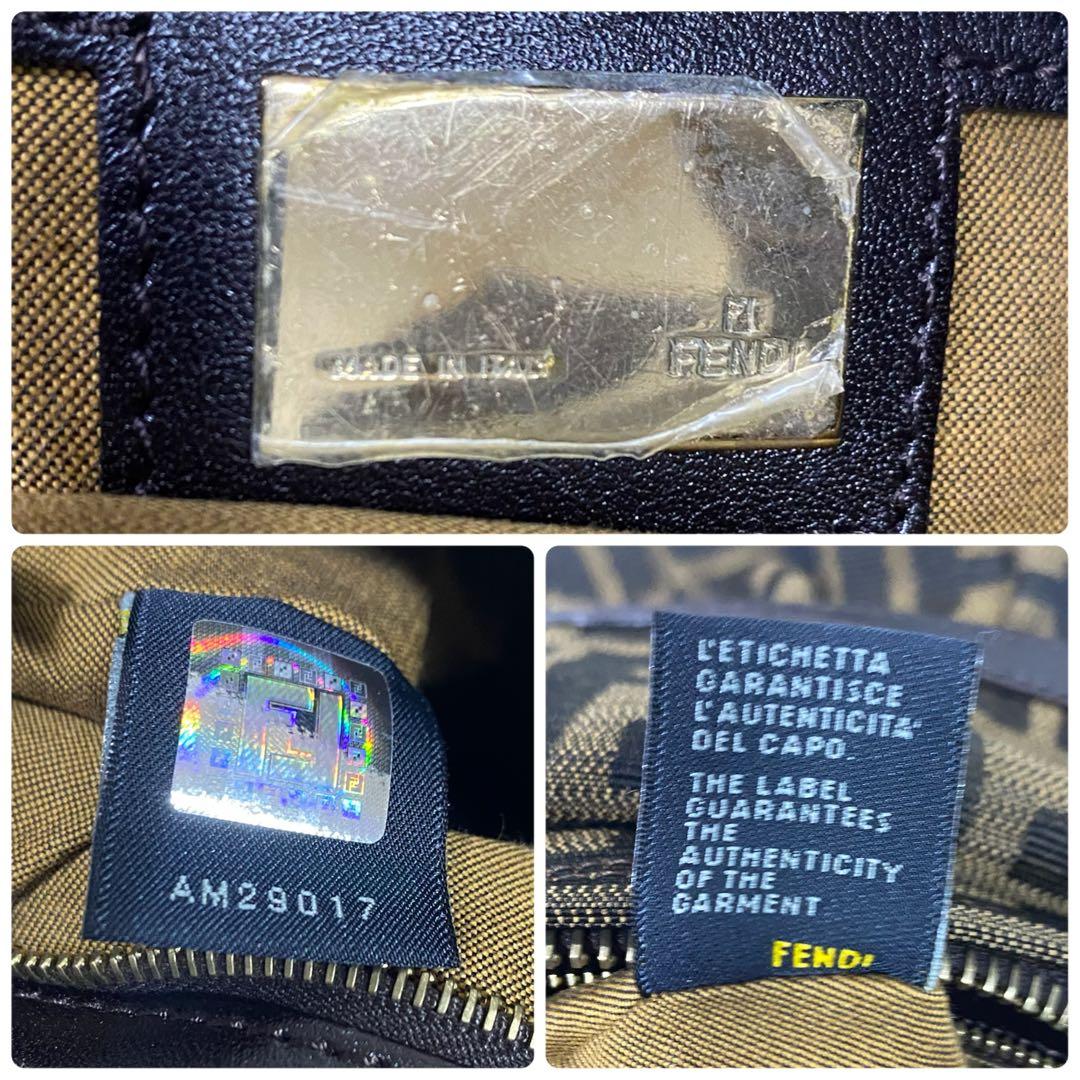 MADE IN ITALY
FENDI
AM29017
L'ETICHETTA
GARANTISCE
L'AUTENTICITA'
DEL CAPO.
THE LABEL
GUARANTEES
THE
AUTHENTICITY
OF THE
GARMENT
FENDI